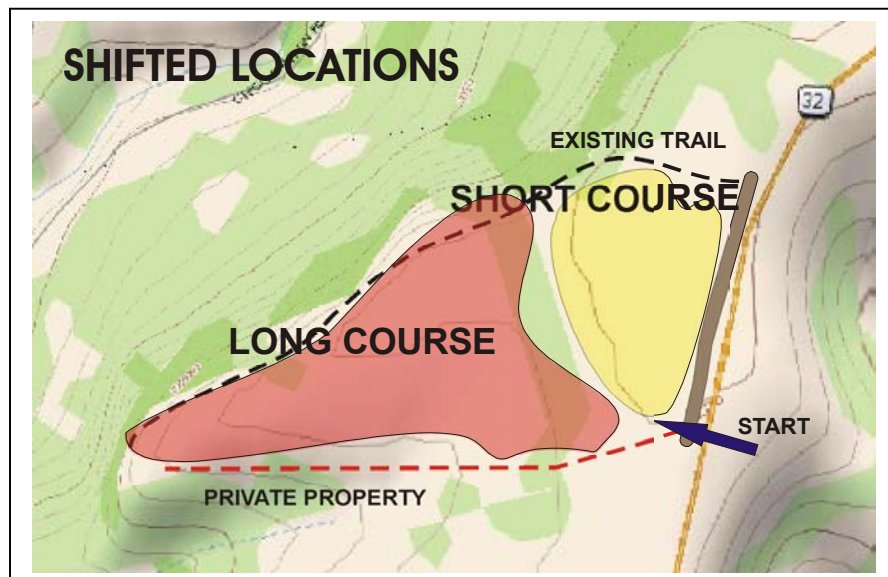 SHIFTED LOCATIONS
32
EXISTING TRAIL
SHORT COURSE
LONG COURSE
START
PRIVATE PROPERTY